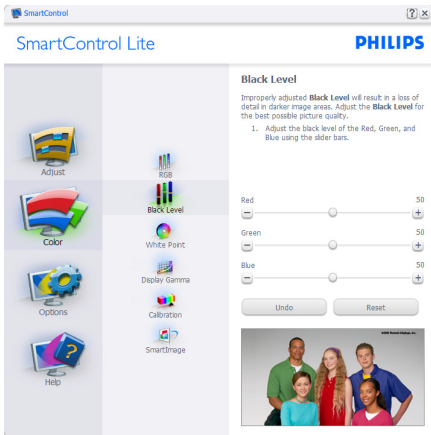 SmartControl
?
SmartControl Lite
PHILIPS
Adjust
Color
Options
Help
RGB
Black Level
White Point
Display Gamma
Calibration
SmartImage
Black Level
Improperly adjusted Black Level will result in a loss of
detail in darker image areas. Adjust the Black Level for
the best possible picture quality.
1. Adjust the black level of the Red, Green, and
Blue using the slider bars.
Red 50
Green 50
Blue 50
Undo Reset